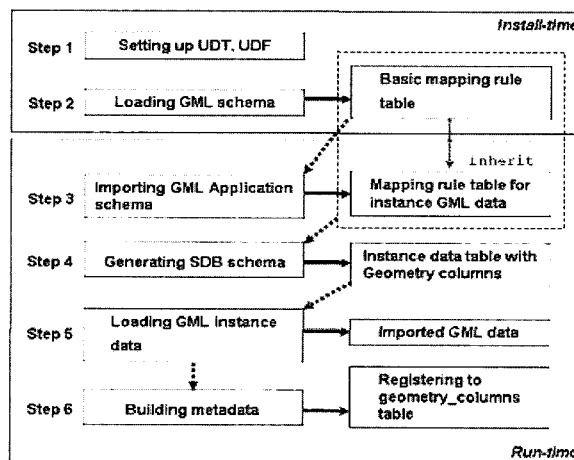 Install-time
Step 1
Setting up UDT, UDF
Step 2
Loading GML schema
Basic mapping rule
table
Inherit
Step 3
Importing GML Application
schema
Mapping rule table for
instance GML data
Step 4
Generating SDB schema
Instance data table with
Geometry columns
Step 5
Loading GML Instance
data
Imported GML data
Step 6
Building metadata
Registering to
geometry_columns
table
Run-time